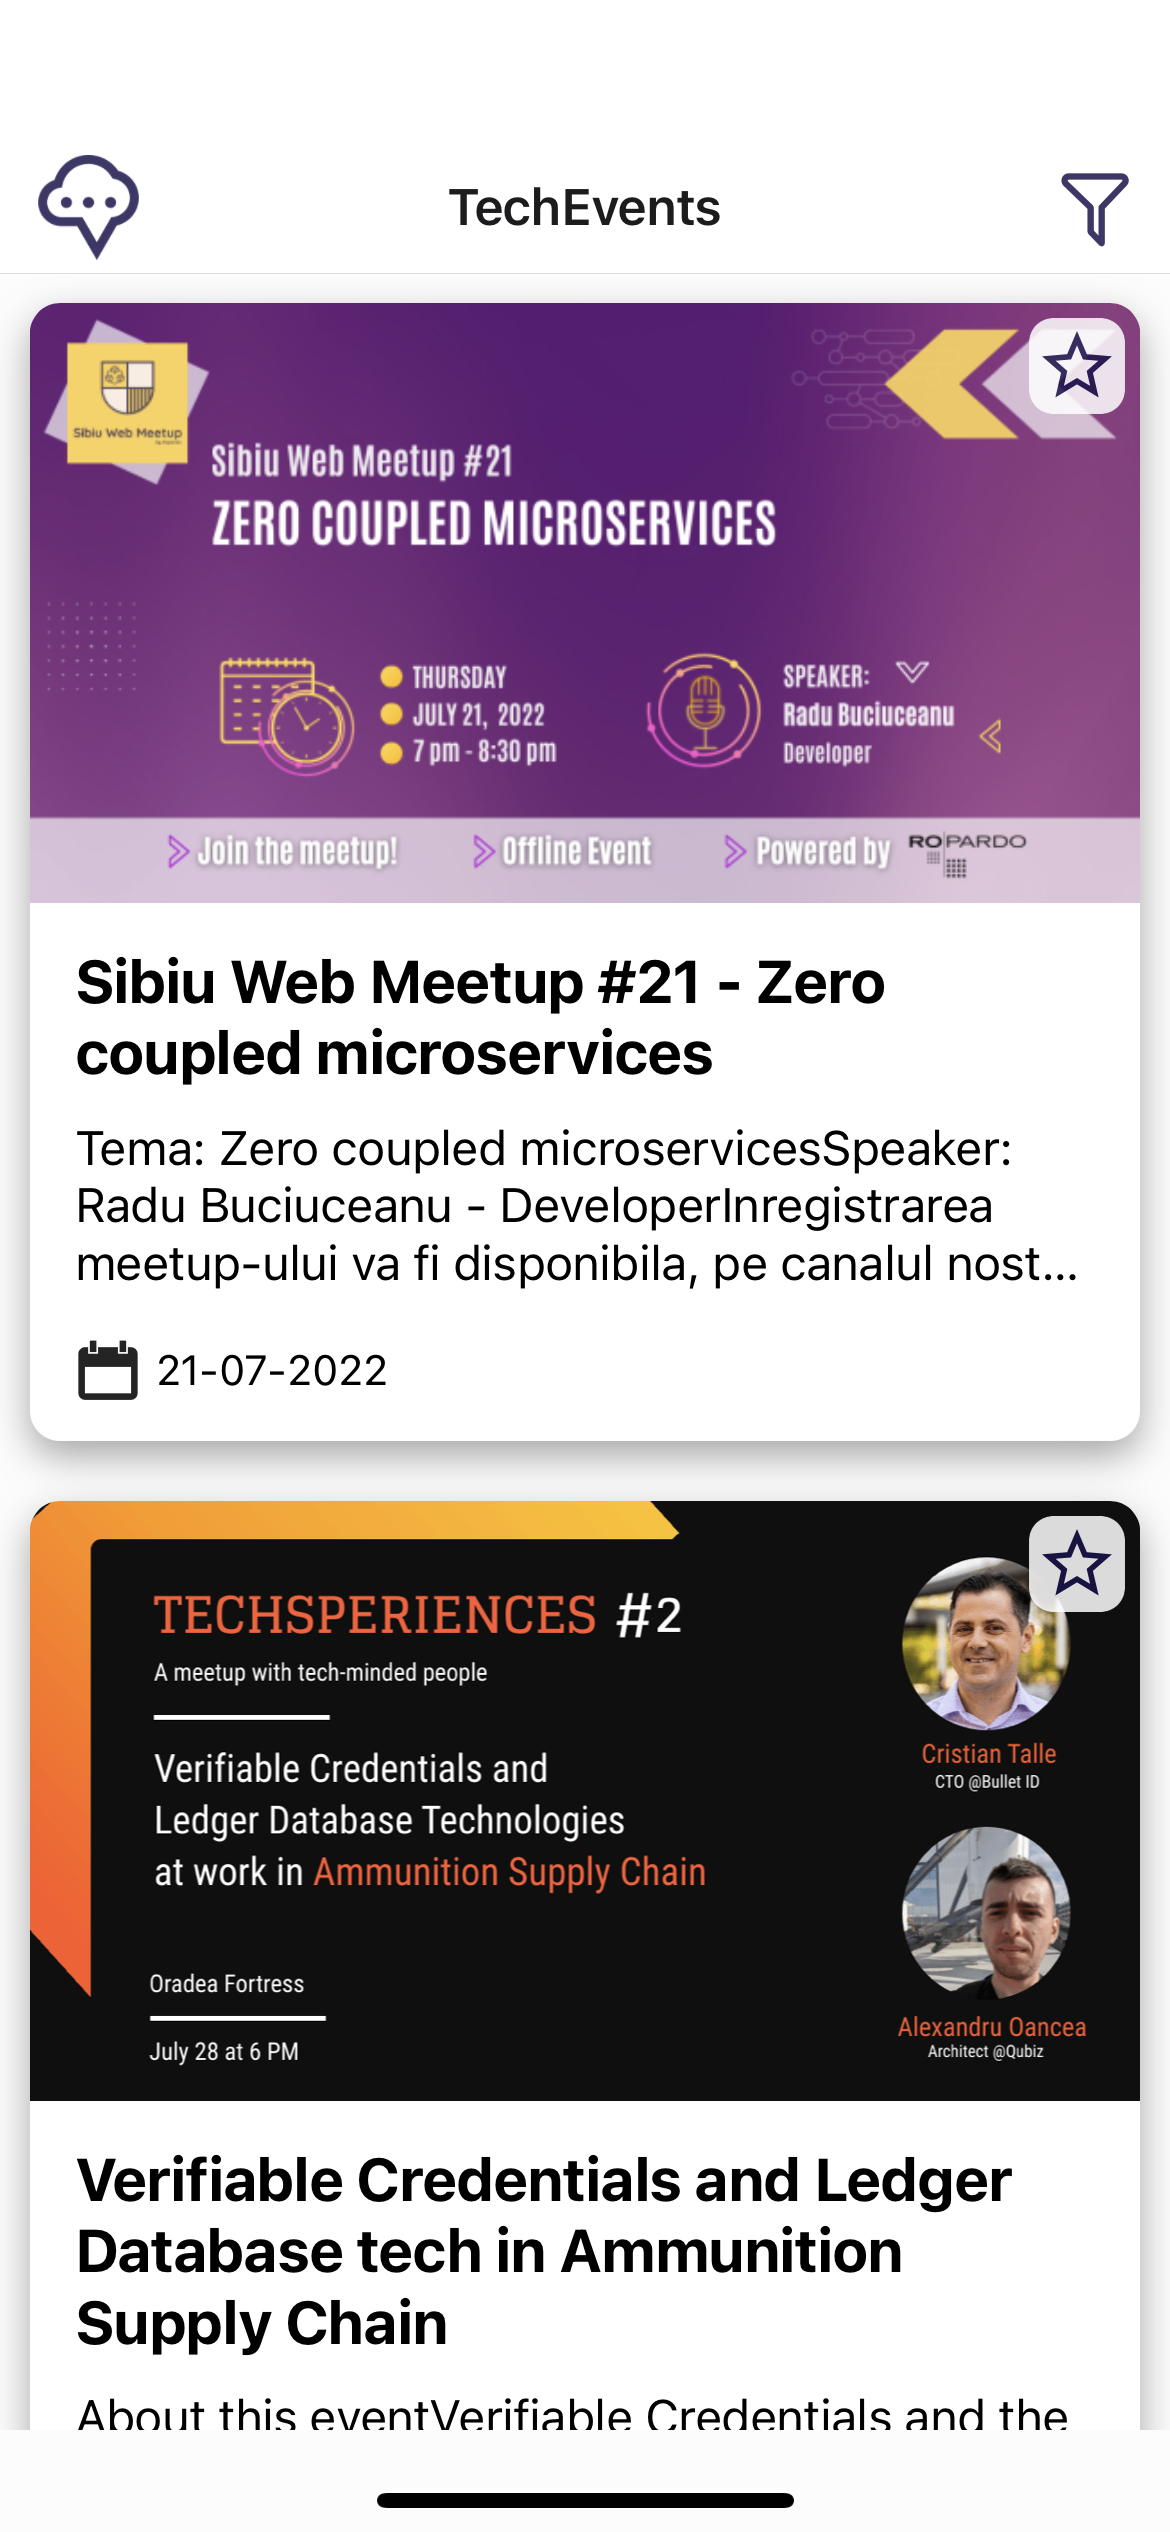 TechEvents
Sibiu Web Meetup
Sibiu Web Meetup #21
ZERO COUPLED MICROSERVICES
THURSDAY
JULY 21, 2022
7 pm - 8:30 pm
SPEAKER:
Radu Buciuceanu
Developer
Join the meetup!
Offline Event
Powered by
ROPARDO
Sibiu Web Meetup #21 - Zero
coupled microservices
Tema: Zero coupled microservicesSpeaker:
Radu Buciuceanu - DeveloperInregistrarea
meetup-ului va fi disponibila, pe canalul nost...
21-07-2022
TECHSPERIENCES #2
A meetup with tech-minded people
Verifiable Credentials and
Ledger Database Technologies
at work in Ammunition Supply Chain
Oradea Fortress
July 28 at 6 PM
Cristian Talle
CTO @Bullet ID
Alexandru Oancea
Architect @Qubiz
Verifiable Credentials and Ledger
Database tech in Ammunition
Supply Chain
About this eventVerifiable Credentials and the